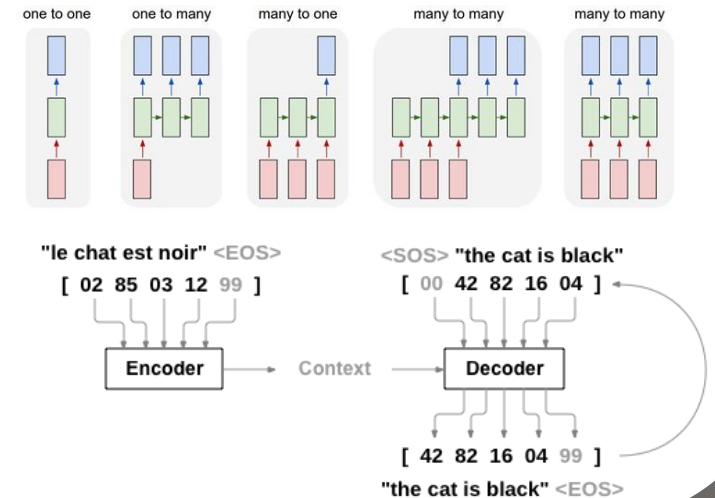 one to one
one to many
many to one
many to many
many to many
"le chat est noir" <EOS>
[ 02 85 03 12 99 ]
<SOS> "the cat is black"
[ 00 42 82 16 04 ]
Encoder
Context
Decoder
[ 42 82 16 04 99 ]
"the cat is black" <EOS>